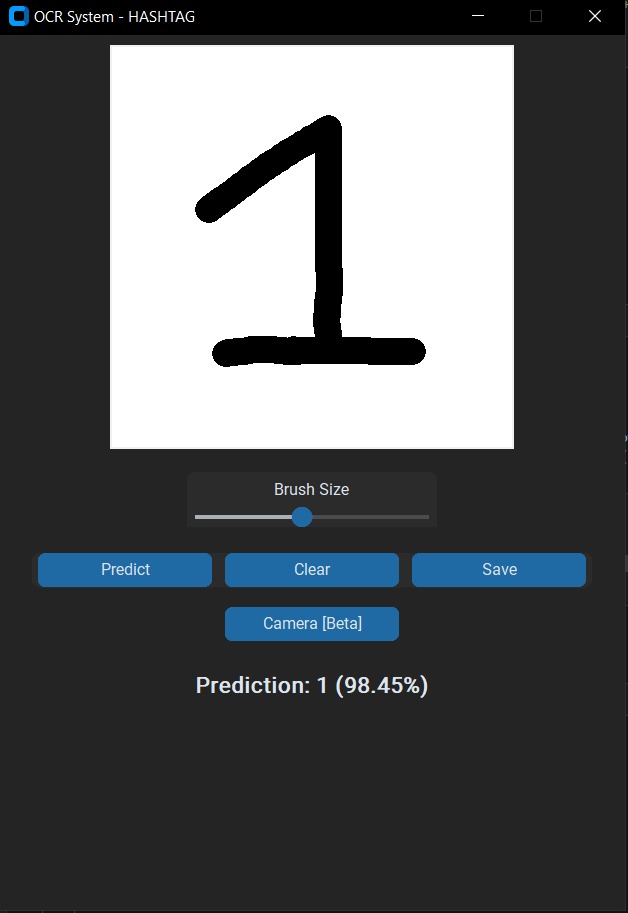 OCR System - HASHTAG
1
Brush Size
Predict Clear Save
Camera [Beta]
Prediction: 1 (98.45%)